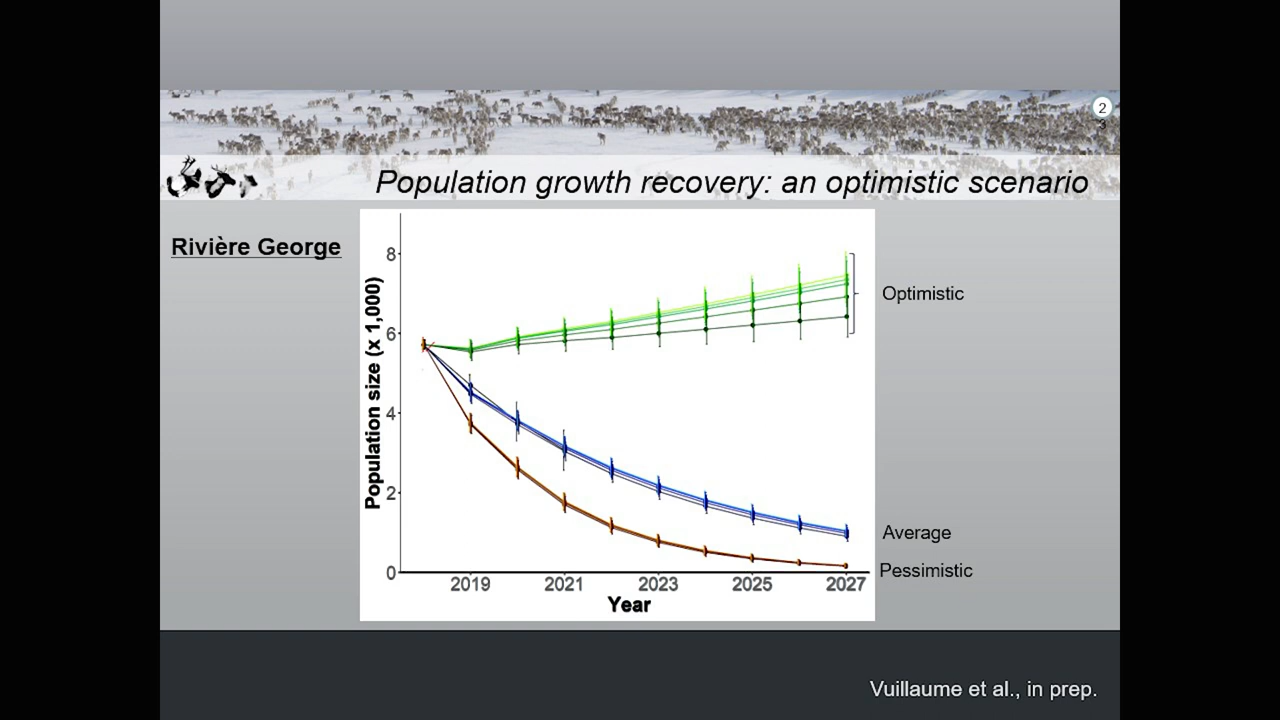 2
3
Population growth recovery: an optimistic scenario
Rivière George
Population size (x 1,000)
8
6
4
2
0
2019 2021 2023 2025 2027
Year
Optimistic
Average
Pessimistic
Vuillaume et al., in prep.